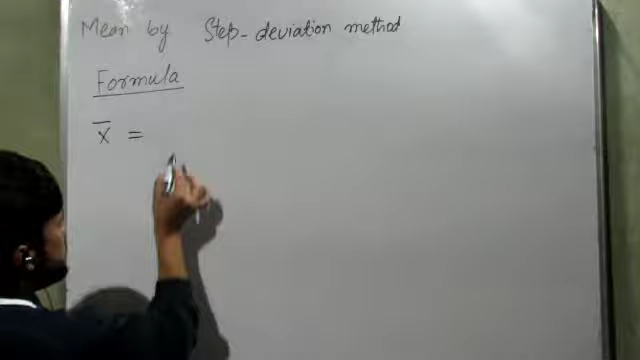 Mean by Step-deviation method
Formula
x̄ =